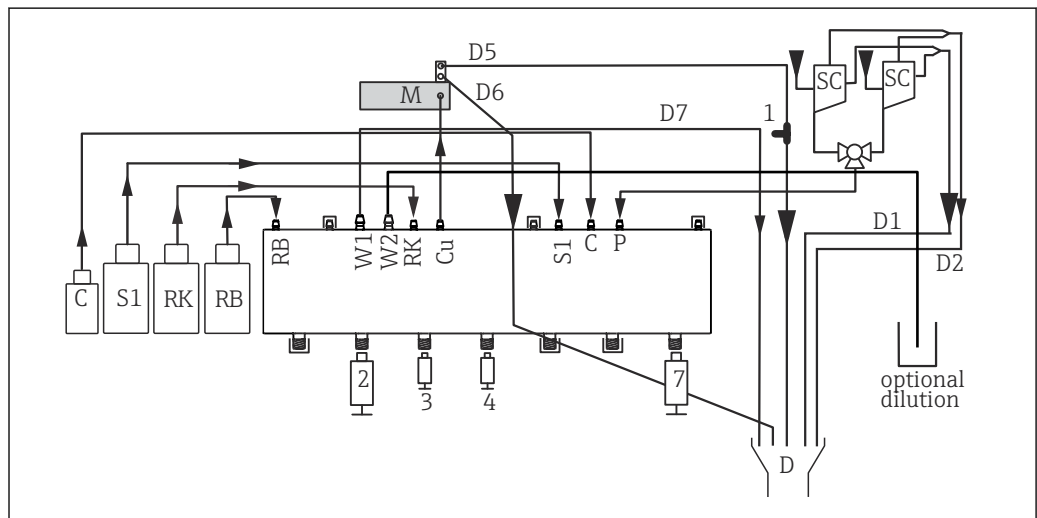 D5
SC
SC
M
D6
1
D7
RB
W1
W2
RK
Cu
S1
C
P
D1
D2
C
S1
RK
RB
2
3
4
7
optional
dilution
D